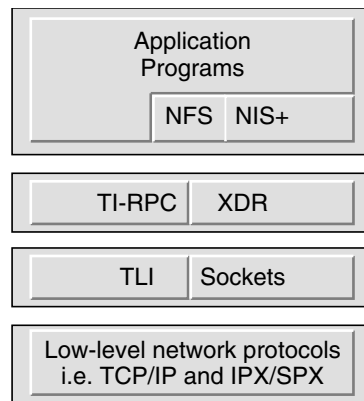 Application
Programs
NFS NIS+
TI-RPC XDR
TLI Sockets
Low-level network protocols
i.e. TCP/IP and IPX/SPX